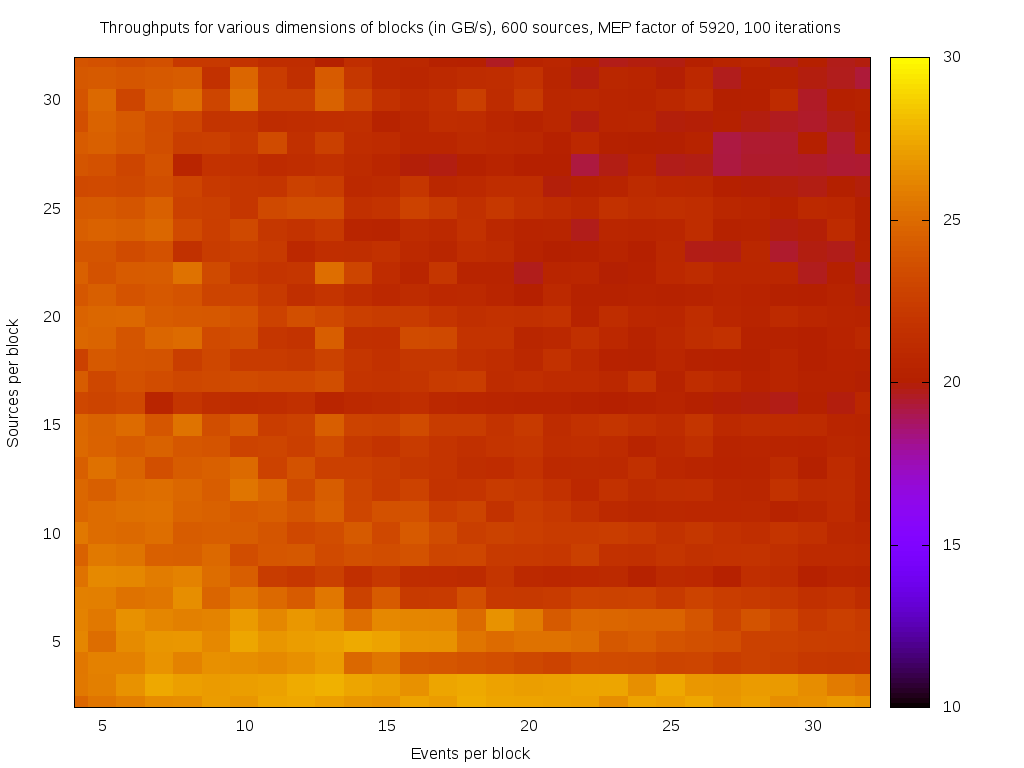 Throughputs for various dimensions of blocks (in GB/s), 600 sources, MEP factor of 5920, 100 iterations
30
25
20
15
10
5
Sources per block
5 10 15 20 25 30
Events per block
30
25
20
15
10